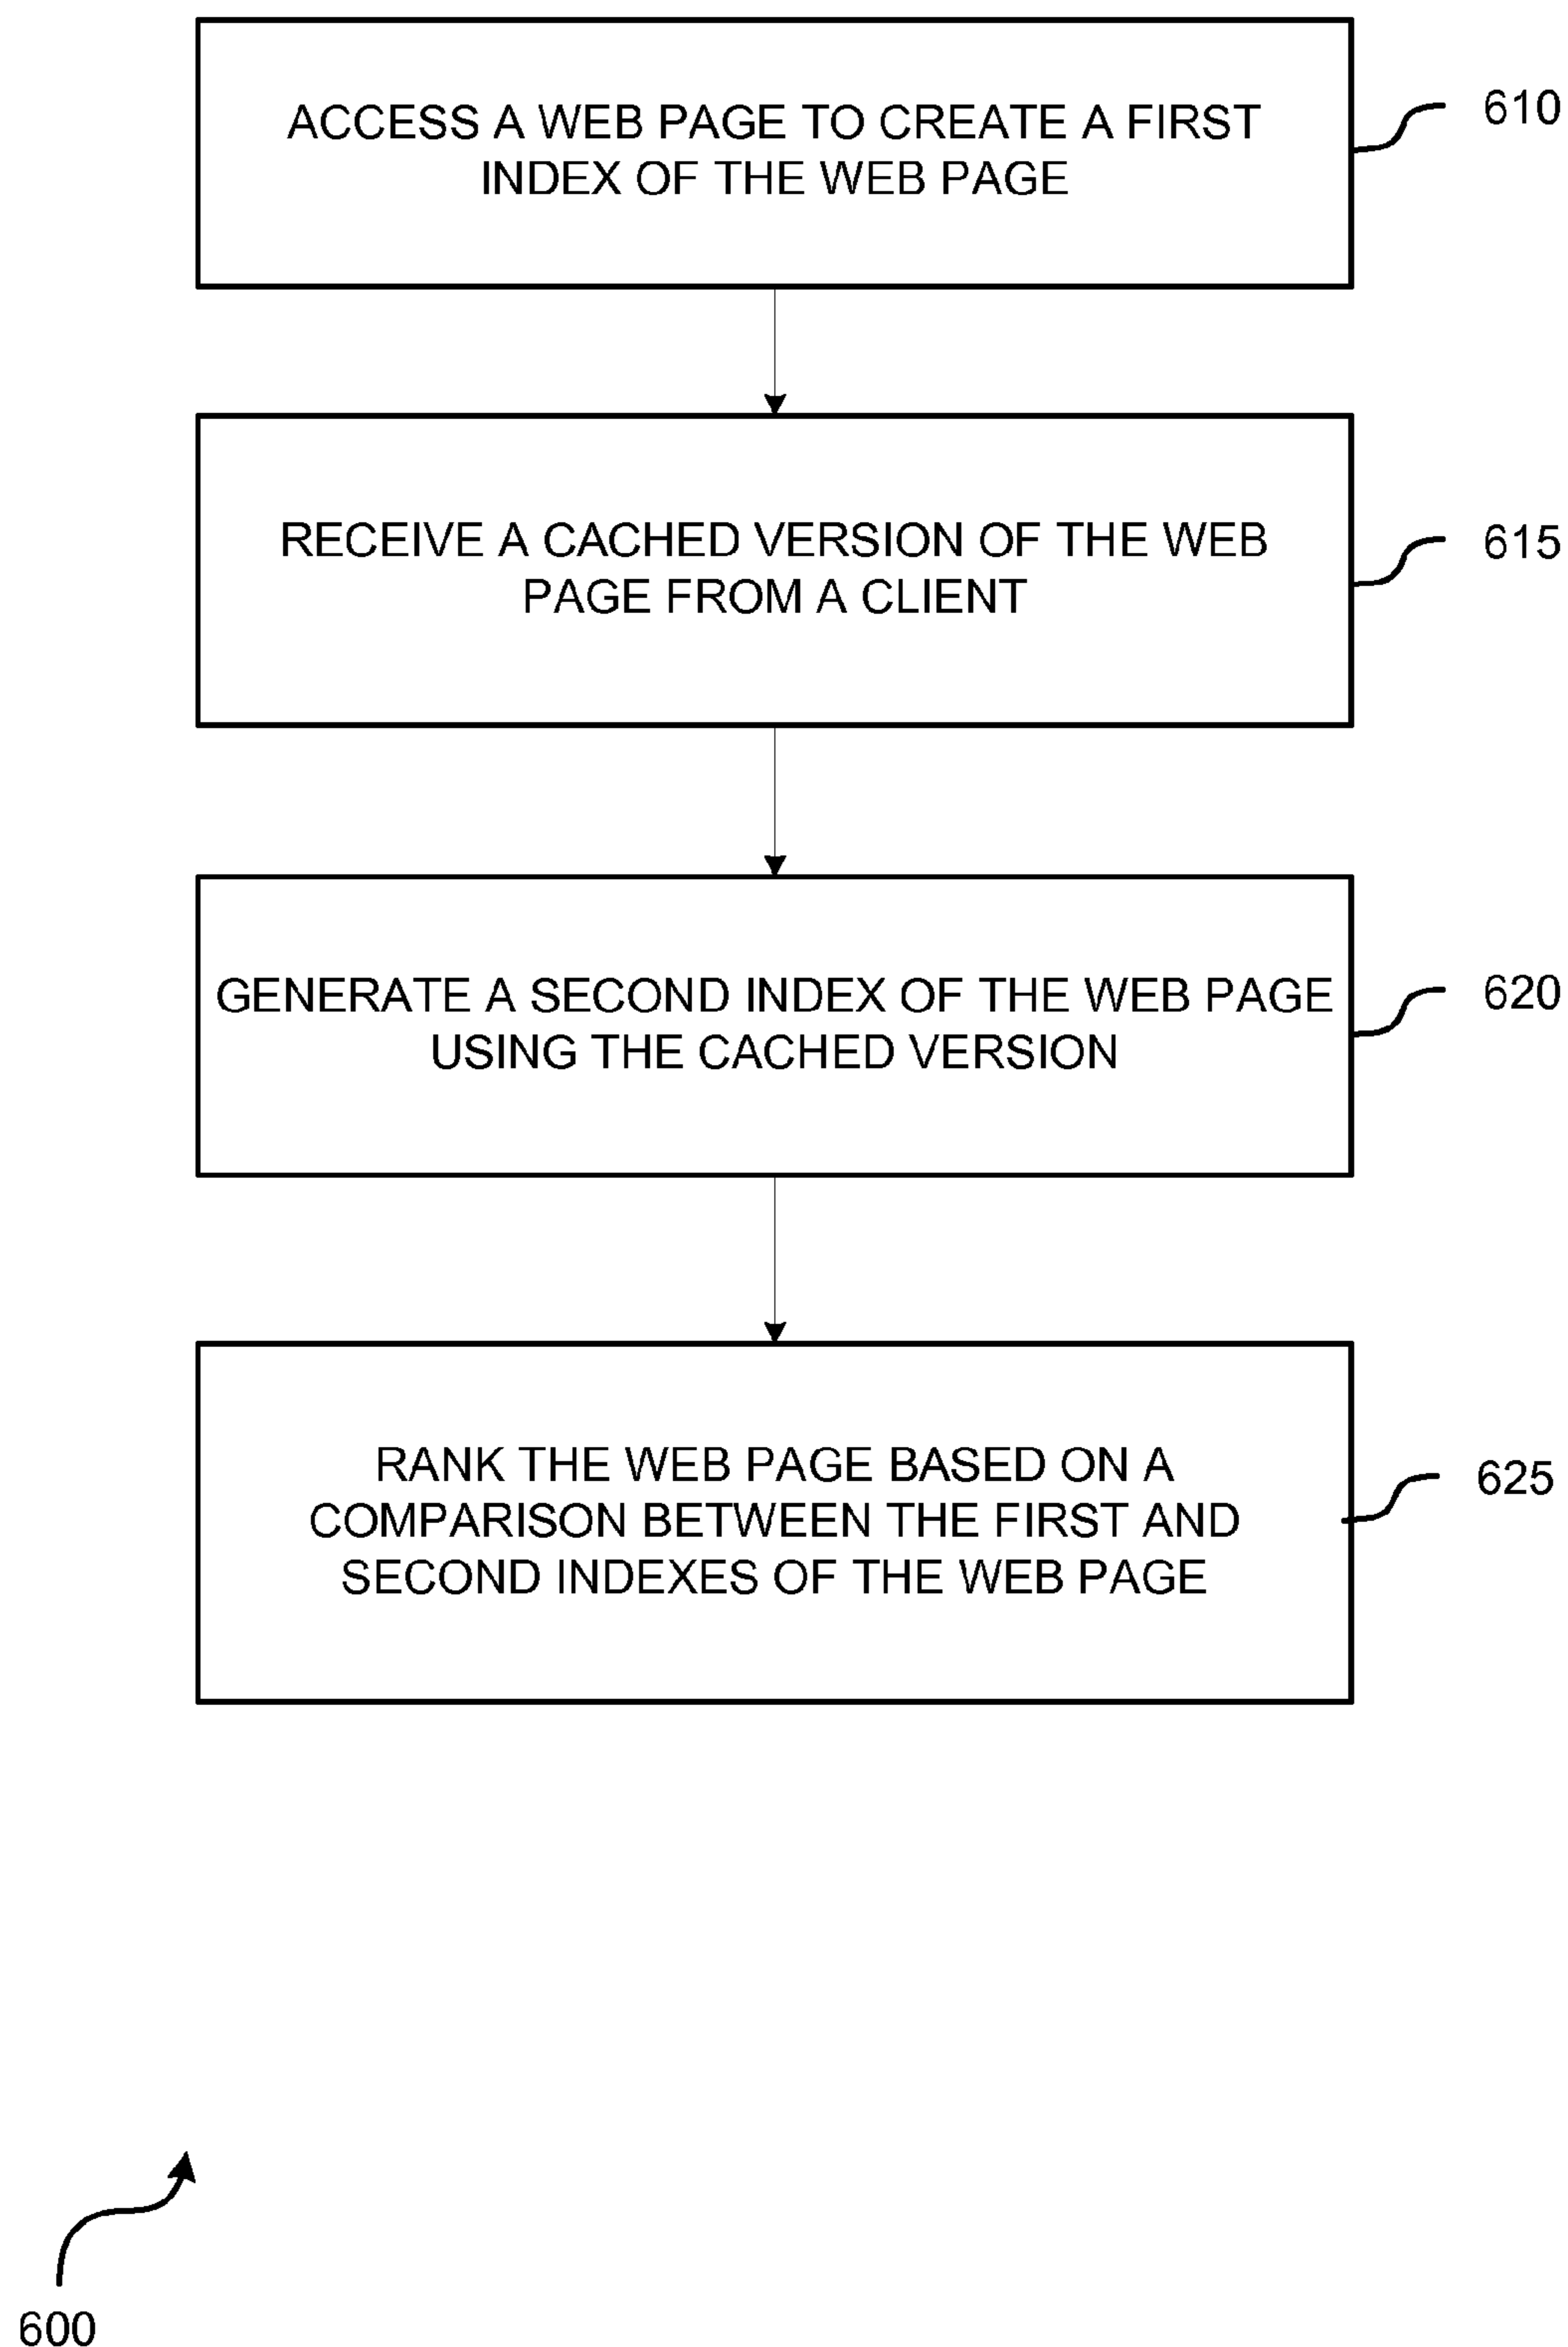 ACCESS A WEB PAGE TO CREATE A FIRST
INDEX OF THE WEB PAGE
610
RECEIVE A CACHED VERSION OF THE WEB
PAGE FROM A CLIENT
615
GENERATE A SECOND INDEX OF THE WEB PAGE
USING THE CACHED VERSION
620
RANK THE WEB PAGE BASED ON A
COMPARISON BETWEEN THE FIRST AND
SECOND INDEXES OF THE WEB PAGE
625
600